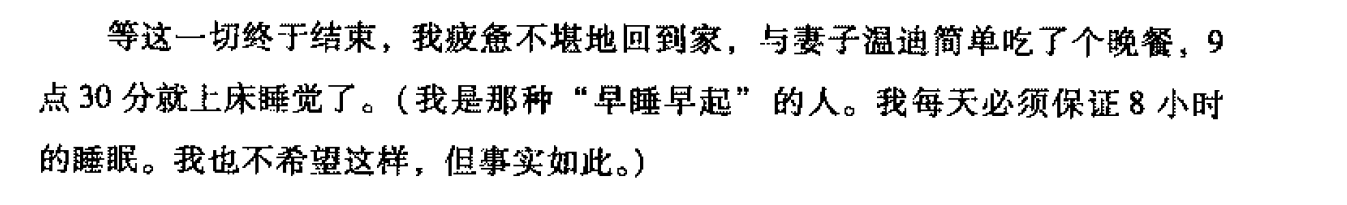 等这一切终于结束，我疲惫不堪地回到家，与妻子温迪简单吃了个晚餐，9
点 30 分就上床睡觉了。(我是那种“早睡早起”的人。我每天必须保证 8 小时
的睡眠。我也不希望这样，但事实如此。)